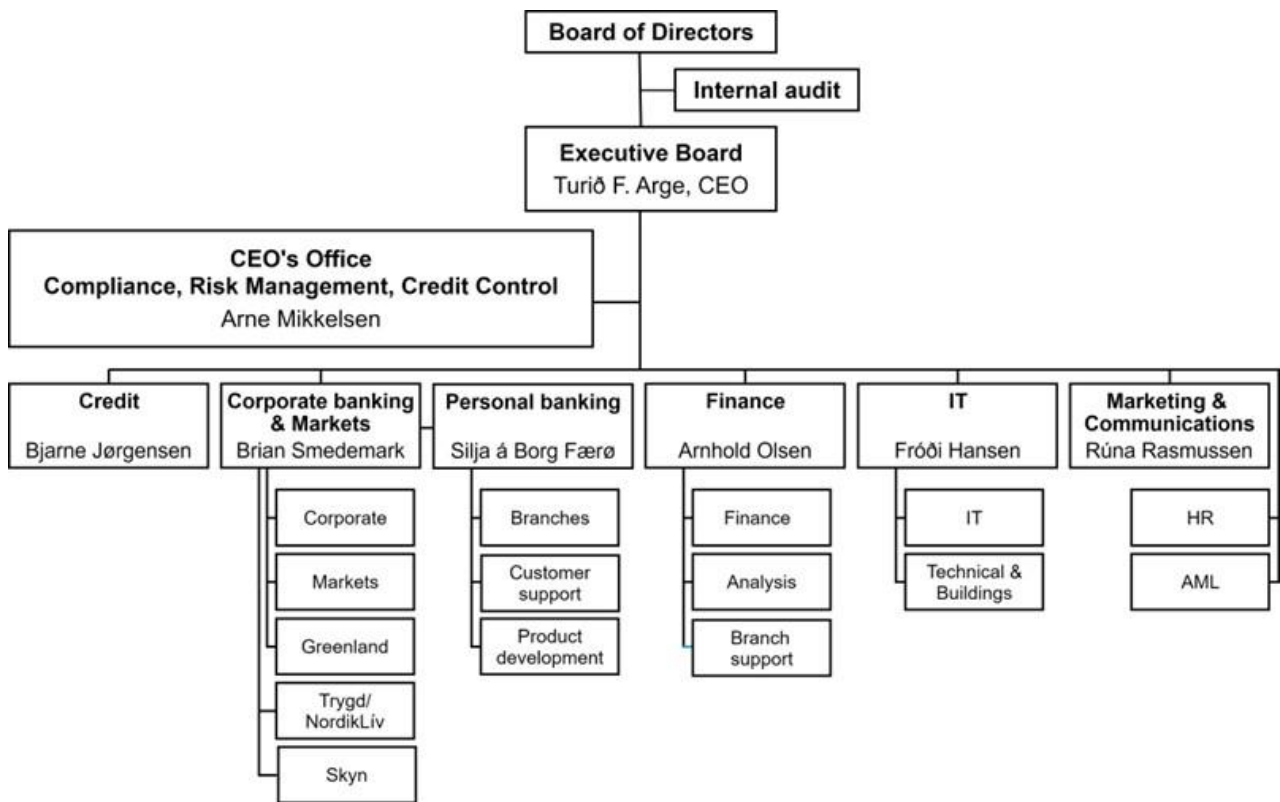 Board of Directors
Internal audit
Executive Board
Turið F. Arge, CEO
CEO's Office
Compliance, Risk Management, Credit Control
Arne Mikkelsen
Credit
Bjarne Jørgensen
Corporate banking
& Markets
Brian Smedemark
Personal banking
Silja á Borg Færø
Finance
Arnhold Olsen
IT
Fróði Hansen
Marketing &
Communications
Rúna Rasmussen
Corporate
Markets
Greenland
Trygd/
NordikLív
Skyn
Branches
Customer
support
Product
development
Finance
Analysis
Branch
support
IT
Technical &
Buildings
HR
AML